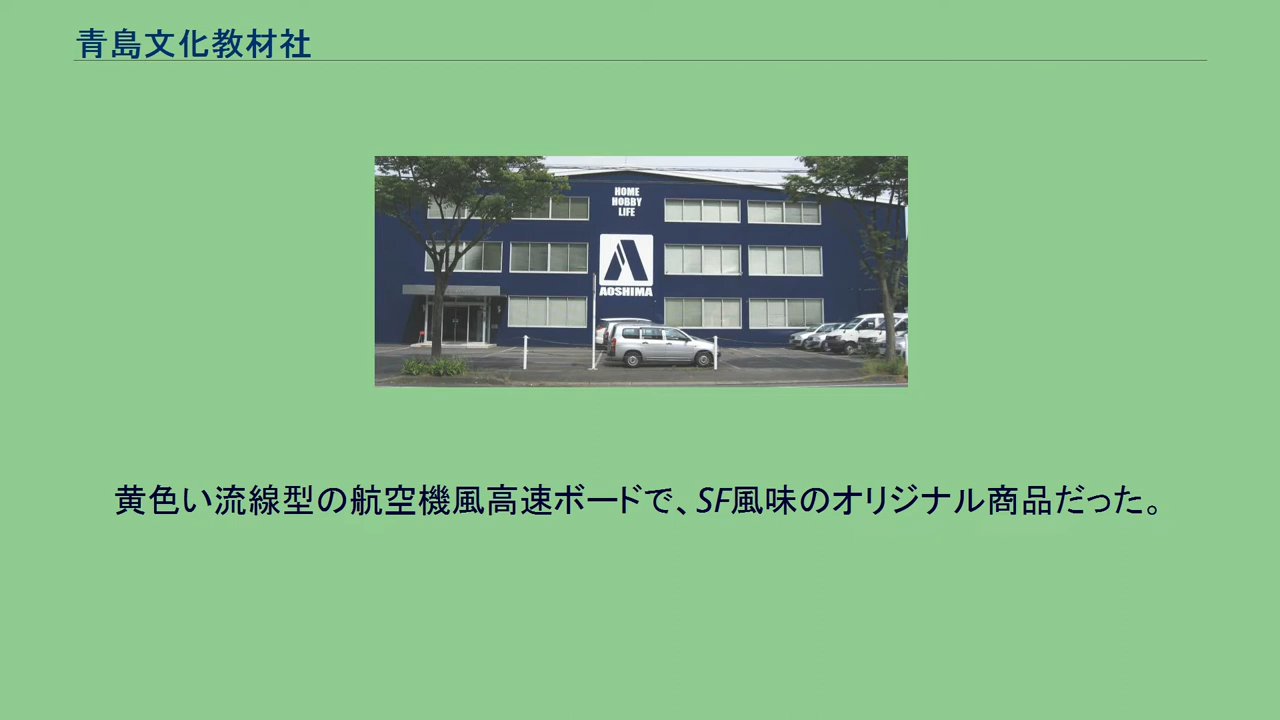 青島文化教材社
HOME
HOBBY
LIFE
AOSHIMA
黄色い流線型の航空機風高速ボードで、SF風味のオリジナル商品だった。